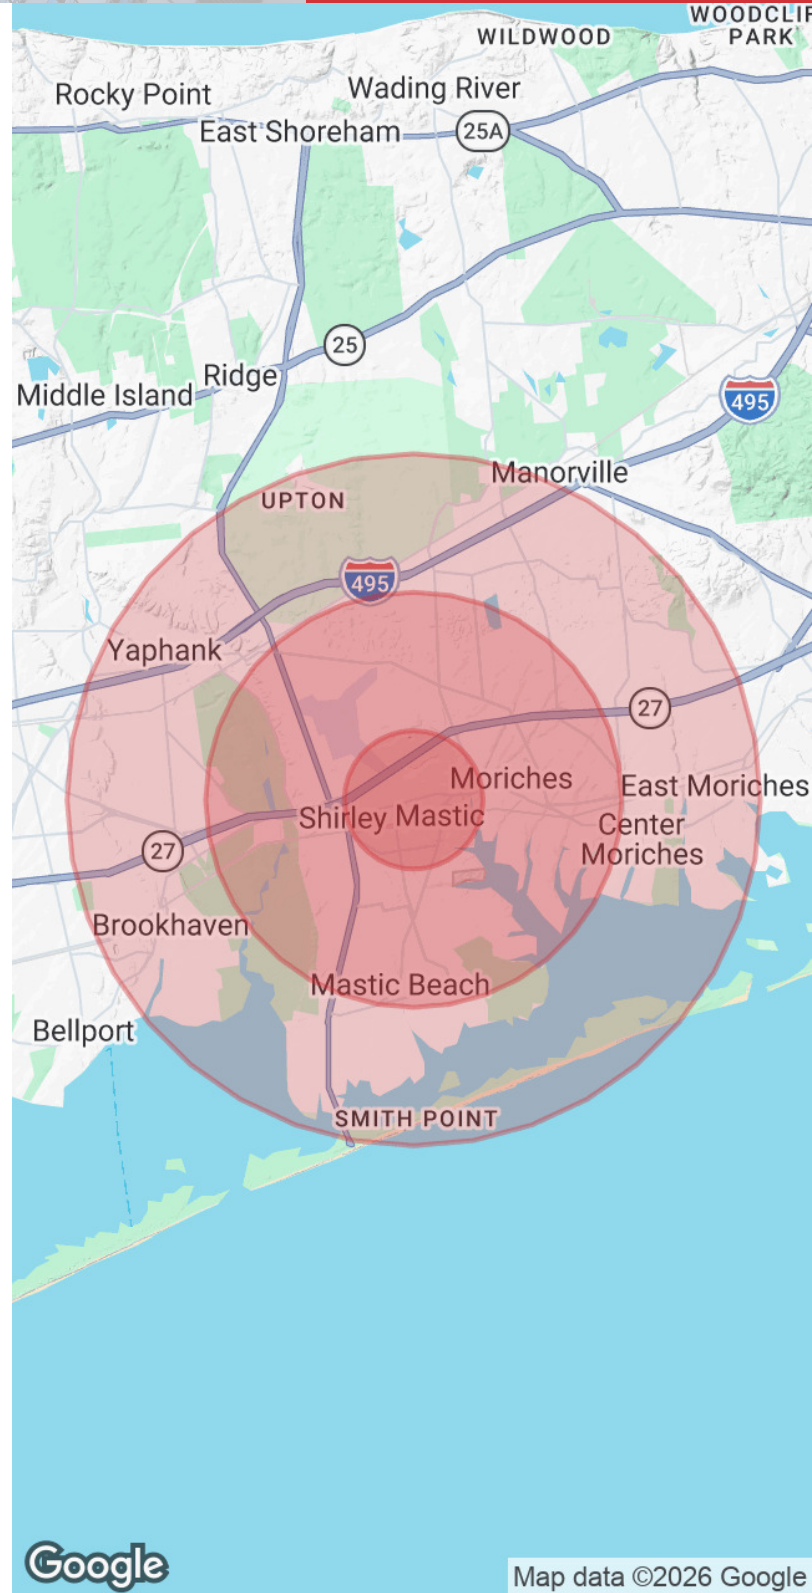 WILDWOOD
PARK
Rocky Point
Wading River
East Shoreham
25A
25
Ridge
Middle Island
495
Manorville
UPTON
495
Yaphank
27
Moriches
East Moriches
Shirley
Mastic
Center
Moriches
27
Brookhaven
Mastic Beach
Bellport
SMITH POINT
Google
Map data ©2026 Google